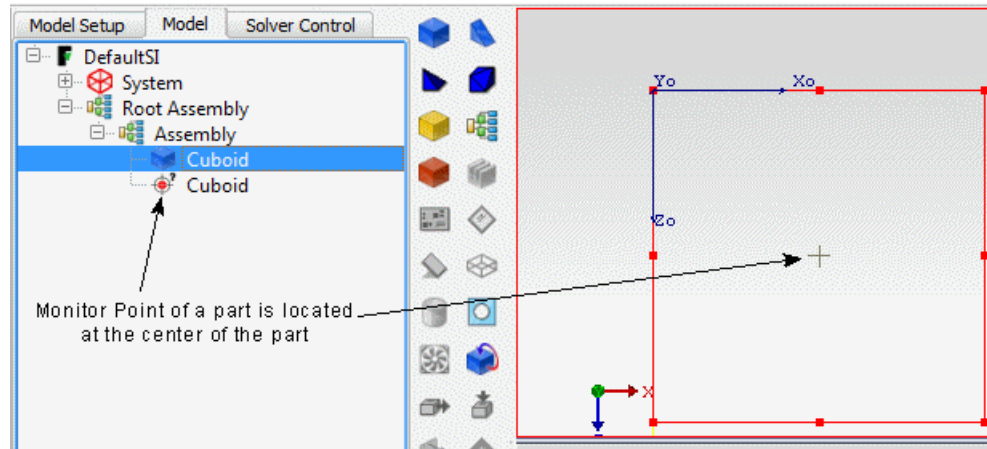 Model Setup Model Solver Control
DefaultSI
System
Root Assembly
Assembly
Cuboid
Cuboid
Monitor Point of a part is located
at the center of the part
Yo Xo
Zo
X